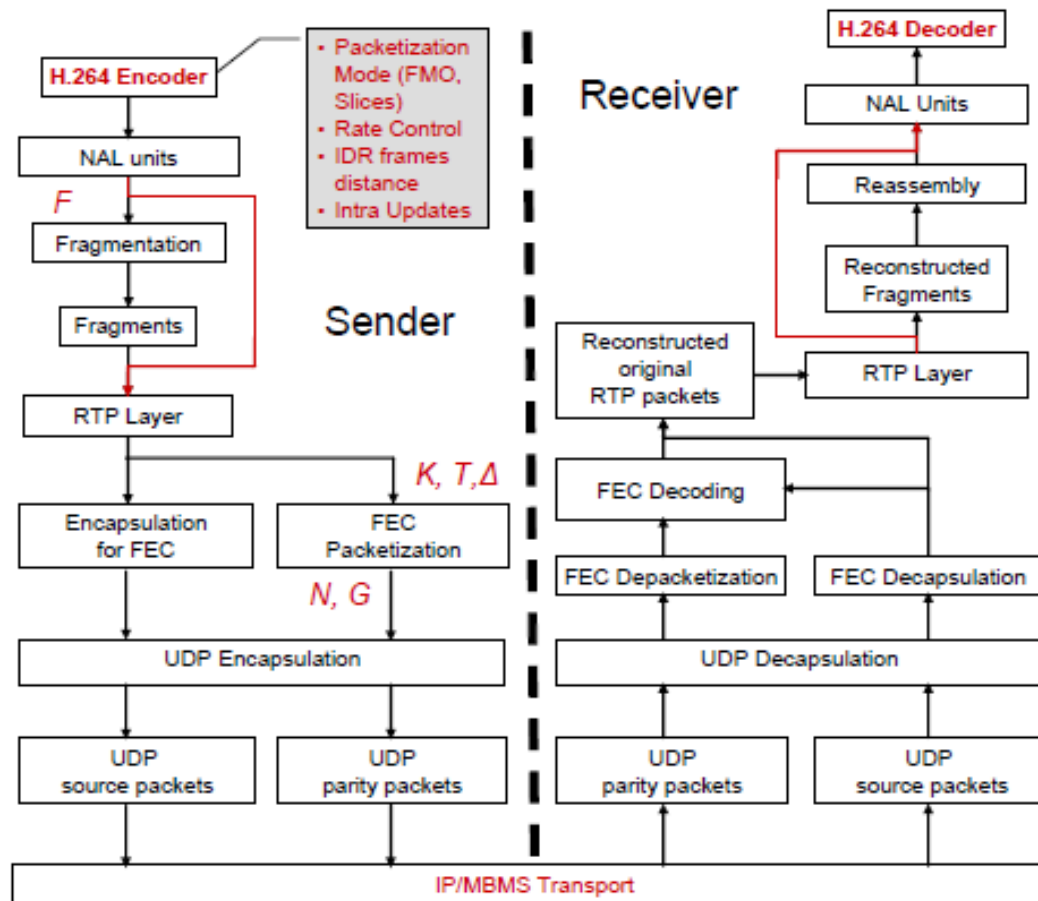 H.264 Encoder
• Packetization
Mode (FMO,
Slices)
• Rate Control
• IDR frames
distance
• Intra Updates
NAL units
F
Fragmentation
Fragments
Sender
RTP Layer
K, T,Δ
Encapsulation
for FEC
FEC
Packetization
N, G
UDP Encapsulation
UDP
source packets
UDP
parity packets
Receiver
H.264 Decoder
NAL Units
Reassembly
Reconstructed
Fragments
Reconstructed
original
RTP packets
RTP Layer
FEC Decoding
FEC Depacketization
FEC Decapsulation
UDP Decapsulation
UDP
parity packets
UDP
source packets
IP/MBMS Transport